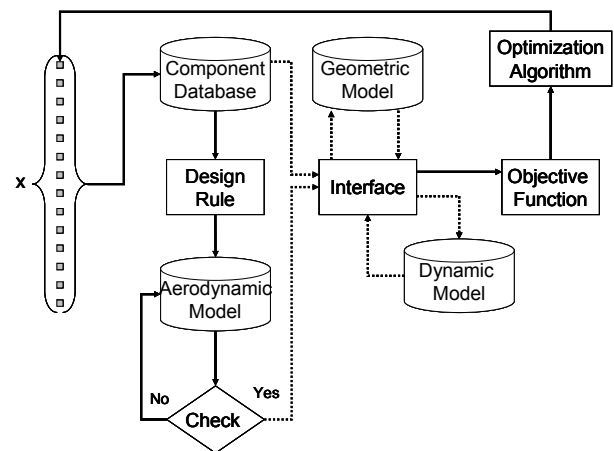 Optimization
Algorithm
Component
Database
Geometric
Model
x
Design
Rule
Interface
Objective
Function
Aerodynamic
Model
Dynamic
Model
No
Yes
Check